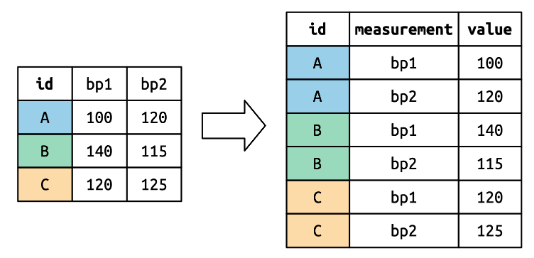 id bp1 bp2
A 100 120
B 140 115
C 120 125
id measurement value
A bp1 100
A bp2 120
B bp1 140
B bp2 115
C bp1 120
C bp2 125